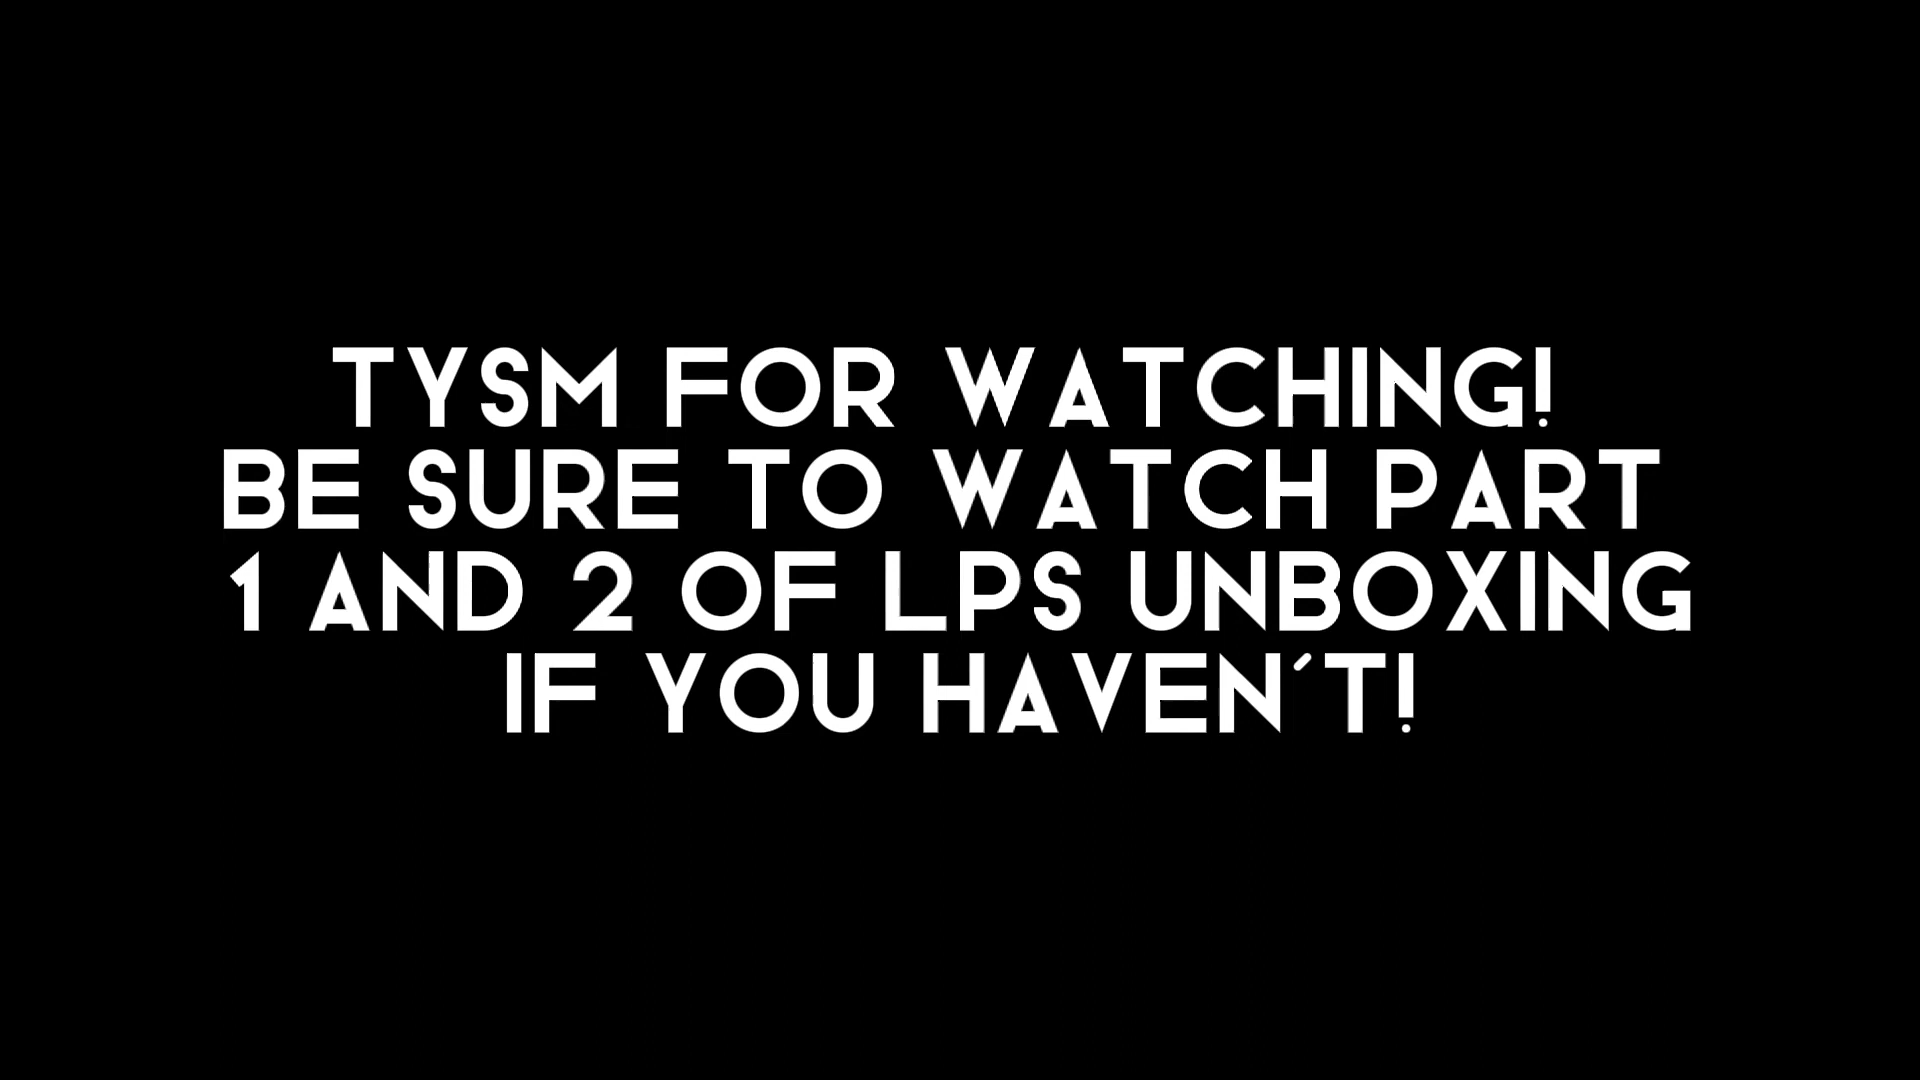 TYSM FOR WATCHING!
BE SURE TO WATCH PART
1 AND 2 OF LPS UNBOXING
IF YOU HAVEN´T!